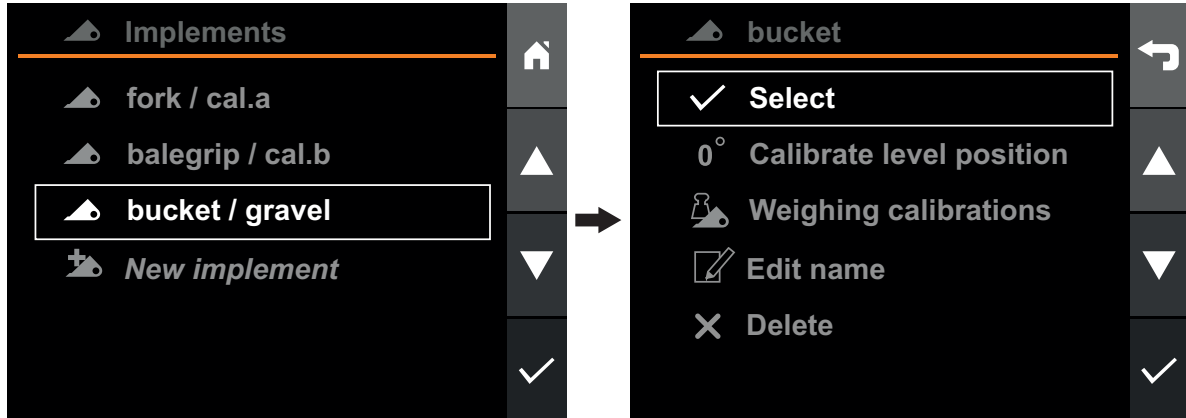 Implements
fork / cal.a
balegrip / cal.b
bucket / gravel
New implement
bucket
Select
0° Calibrate level position
Weighing calibrations
Edit name
Delete